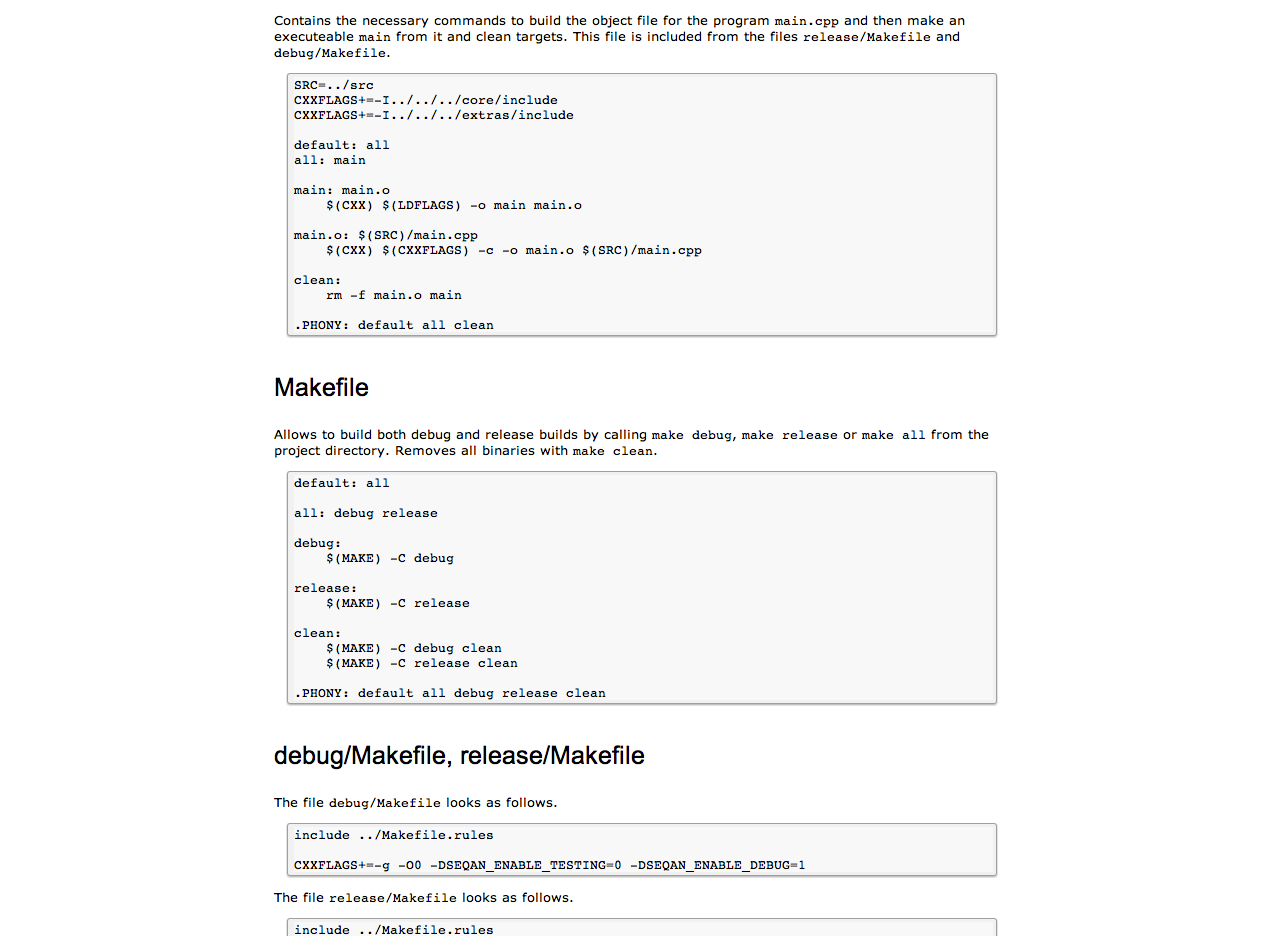 Contains the necessary commands to build the object file for the program main.cpp and then make an
executeable main from it and clean targets. This file is included from the files release/Makefile and
debug/Makefile.
SRC=../src
CXXFLAGS+=-I../../../core/include
CXXFLAGS+=-I../../../extras/include
default: all
all: main
main: main.o
$(CXX) $(LDFLAGS) -o main main.o
main.o: $(SRC)/main.cpp
$(CXX) $(CXXFLAGS) -c -o main.o $(SRC)/main.cpp
clean:
rm -f main.o main
.PHONY: default all clean
Makefile
Allows to build both debug and release builds by calling make debug, make release or make all from the
project directory. Removes all binaries with make clean.
default: all
all: debug release
debug:
$(MAKE) -C debug
release:
$(MAKE) -C release
clean:
$(MAKE) -C debug clean
$(MAKE) -C release clean
.PHONY: default all debug release clean
debug/Makefile, release/Makefile
The file debug/Makefile looks as follows.
include ../Makefile.rules
CXXFLAGS+=-g -O0 -DSEQAN_ENABLE_TESTING=0 -DSEQAN_ENABLE_DEBUG=1
The file release/Makefile looks as follows.
include ../Makefile.rules